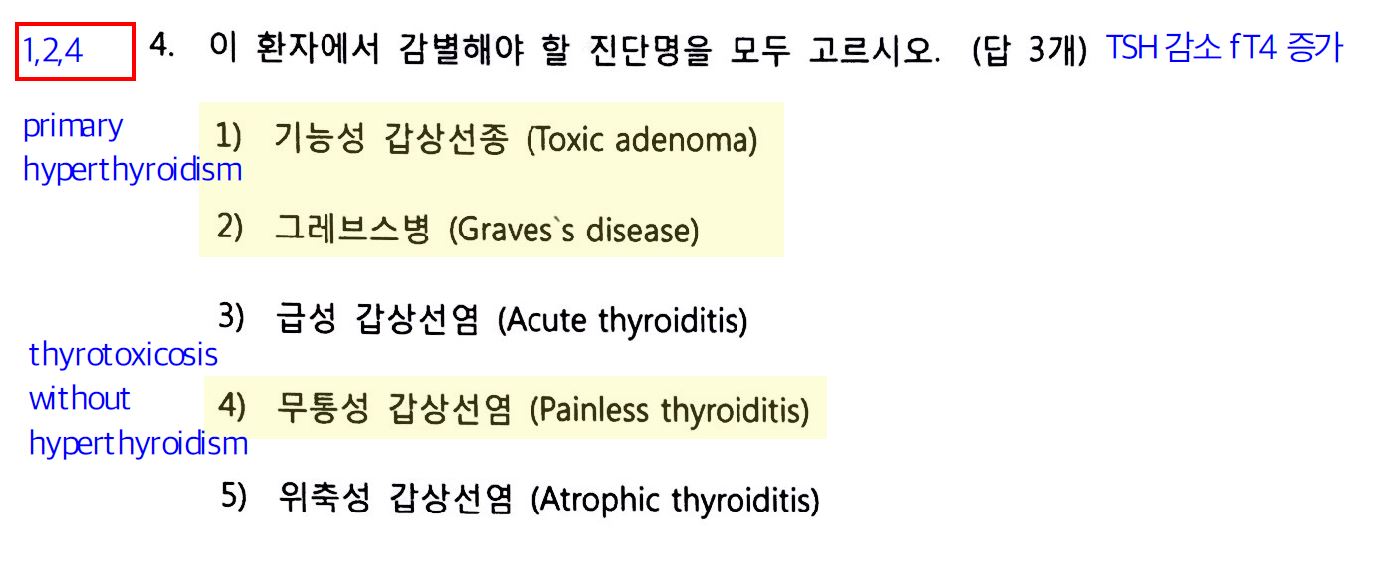 1,2,4 4. 이 환자에서 감별해야 할 진단명을 모두 고르시오. (답 3개) TSH 감소 fT4 증가
primary
1) 기능성 갑상선종 (Toxic adenoma)
hyperthyroidism
2) 그레브스병 (Graves`s disease)
3) 급성 갑상선염 (Acute thyroiditis)
thyrotoxicosis
without
4) 무통성 갑상선염 (Painless thyroiditis)
hyperthyroidism
5) 위축성 갑상선염 (Atrophic thyroiditis)